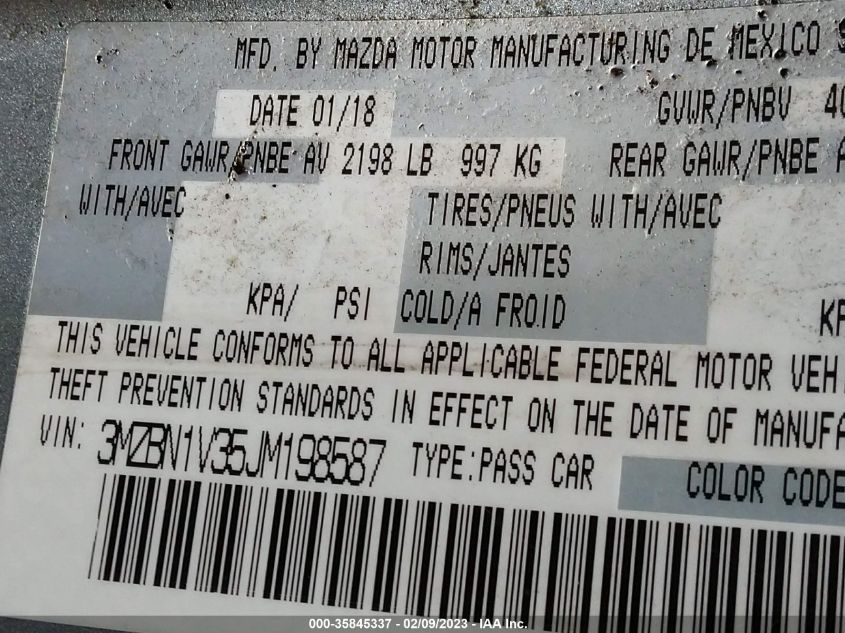 MFD. BY MAZDA MOTOR MANUFACTURING DE MEXICO
DATE 01/18 GVWR/PNBV
FRONT GAWR/PNBE AV 2198 LB 997 KG REAR GAWR/PNBE
WITH/AVEC TIRES/PNEUS WITH/AVEC
RIMS/JANTES
KPA/ PSI COLD/A FROID
THIS VEHICLE CONFORMS TO ALL APPLICABLE FEDERAL MOTOR
THEFT PREVENTION STANDARDS IN EFFECT ON THE DATE OF
VIN: 3MZBN1V35JM198587 TYPE:PASS CAR COLOR CODE
000-35845337 - 02/09/2023 - IAA Inc.